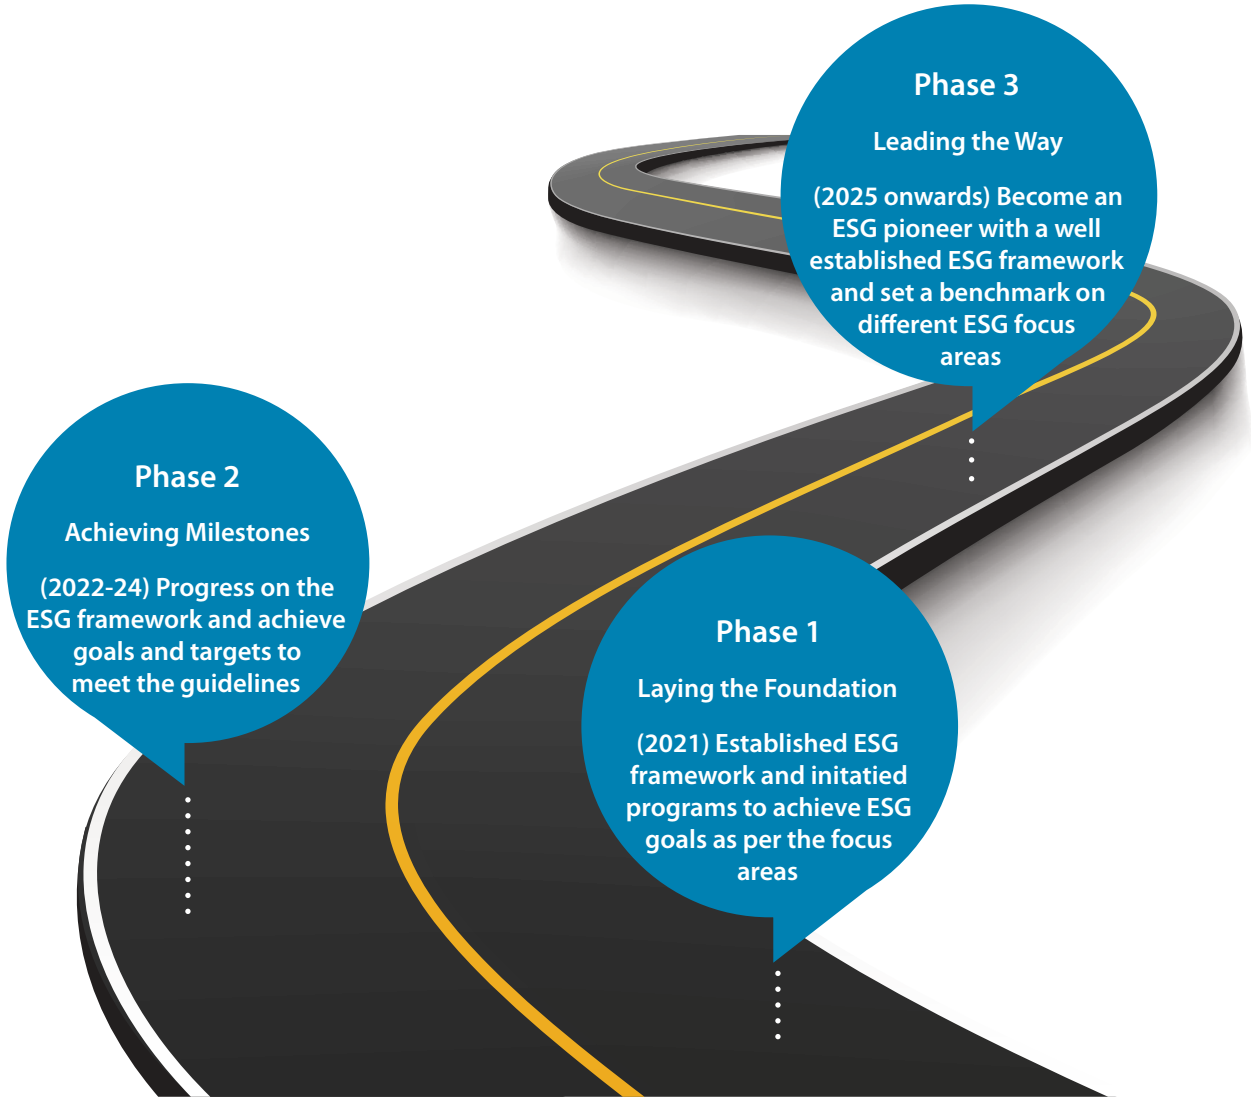 Phase 3
Leading the Way
(2025 onwards) Become an
ESG pioneer with a well
established ESG framework
and set a benchmark on
different ESG focus
areas
Phase 2
Achieving Milestones
(2022-24) Progress on the
ESG framework and achieve
goals and targets to
meet the guidelines
Phase 1
Laying the Foundation
(2021) Established ESG
framework and initatied
programs to achieve ESG
goals as per the focus
areas